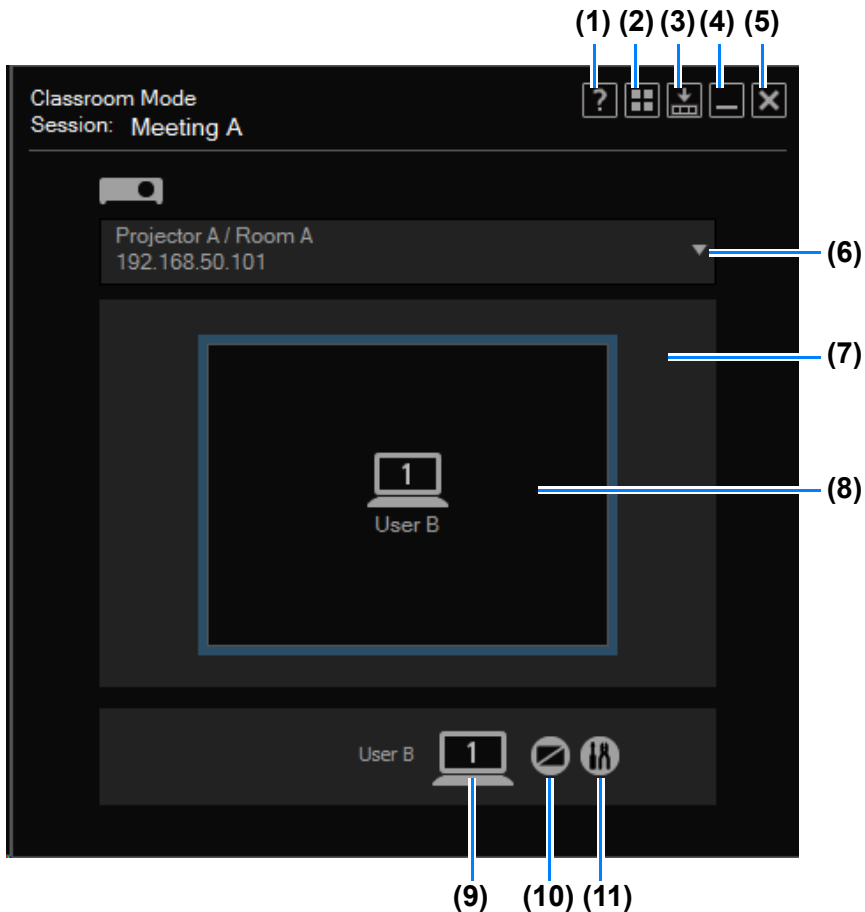 (1) (2) (3) (4) (5)
Classroom Mode
Session: Meeting A
?
Projector A / Room A
192.168.50.101
(6)
(7)
1
User B
(8)
User B 1
(9) (10) (11)